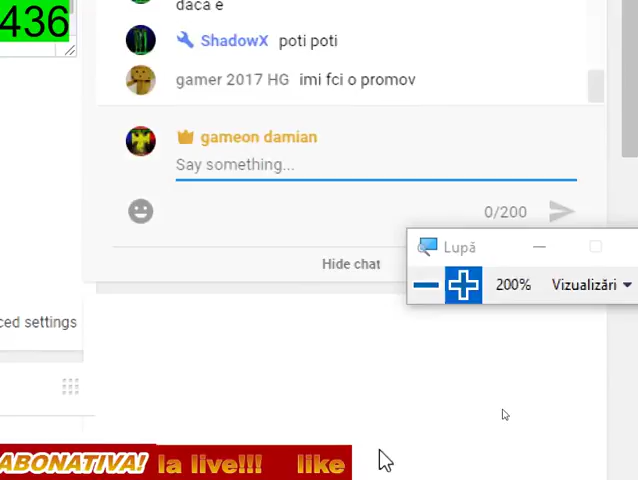 436
daca e
ShadowX poti poti
gamer 2017 HG imi fci o promov
gameon damian
Say something...
0/200
Lupă
Hide chat
200% Vizualizări
ced settings
ABONATIVA! la live!!! like